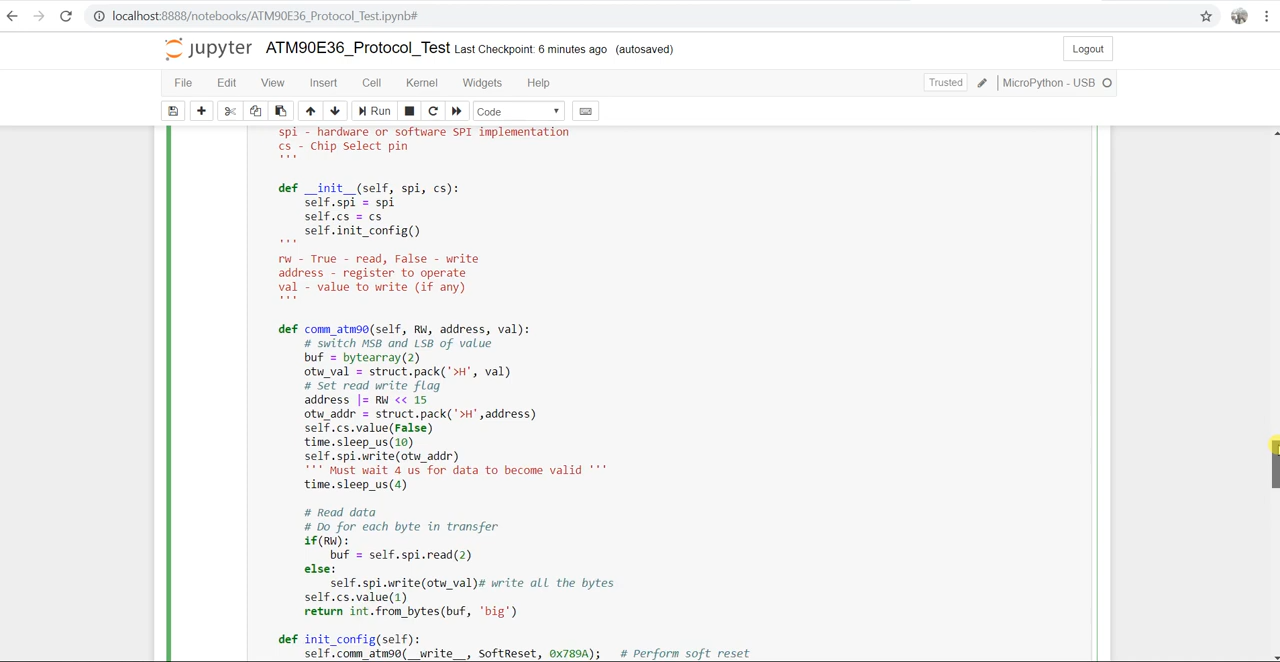 localhost:8888/notebooks/ATM90E36_Protocol_Test.ipynb#
jupyter ATM90E36_Protocol_Test Last Checkpoint: 6 minutes ago (autosaved) Logout
File Edit View Insert Cell Kernel Widgets Help Trusted MicroPython - USB
Run Code
spi - hardware or software SPI implementation
cs - Chip Select pin
'''
def __init__(self, spi, cs):
self.spi = spi
self.cs = cs
self.init_config()
'''
rw - True - read, False - write
address - register to operate
val - value to write (if any)
'''
def comm_atm90(self, RW, address, val):
# switch MSB and LSB of value
buf = bytearray(2)
otw_val = struct.pack('>H', val)
# Set read write flag
address |= RW << 15
otw_addr = struct.pack('>H',address)
self.cs.value(False)
time.sleep_us(10)
self.spi.write(otw_addr)
''' Must wait 4 us for data to become valid '''
time.sleep_us(4)
# Read data
# Do for each byte in transfer
if(RW):
buf = self.spi.read(2)
else:
self.spi.write(otw_val)# write all the bytes
self.cs.value(1)
return int.from_bytes(buf, 'big')
def init_config(self):
self.comm_atm90(__write__, SoftReset, 0x789A); # Perform soft reset